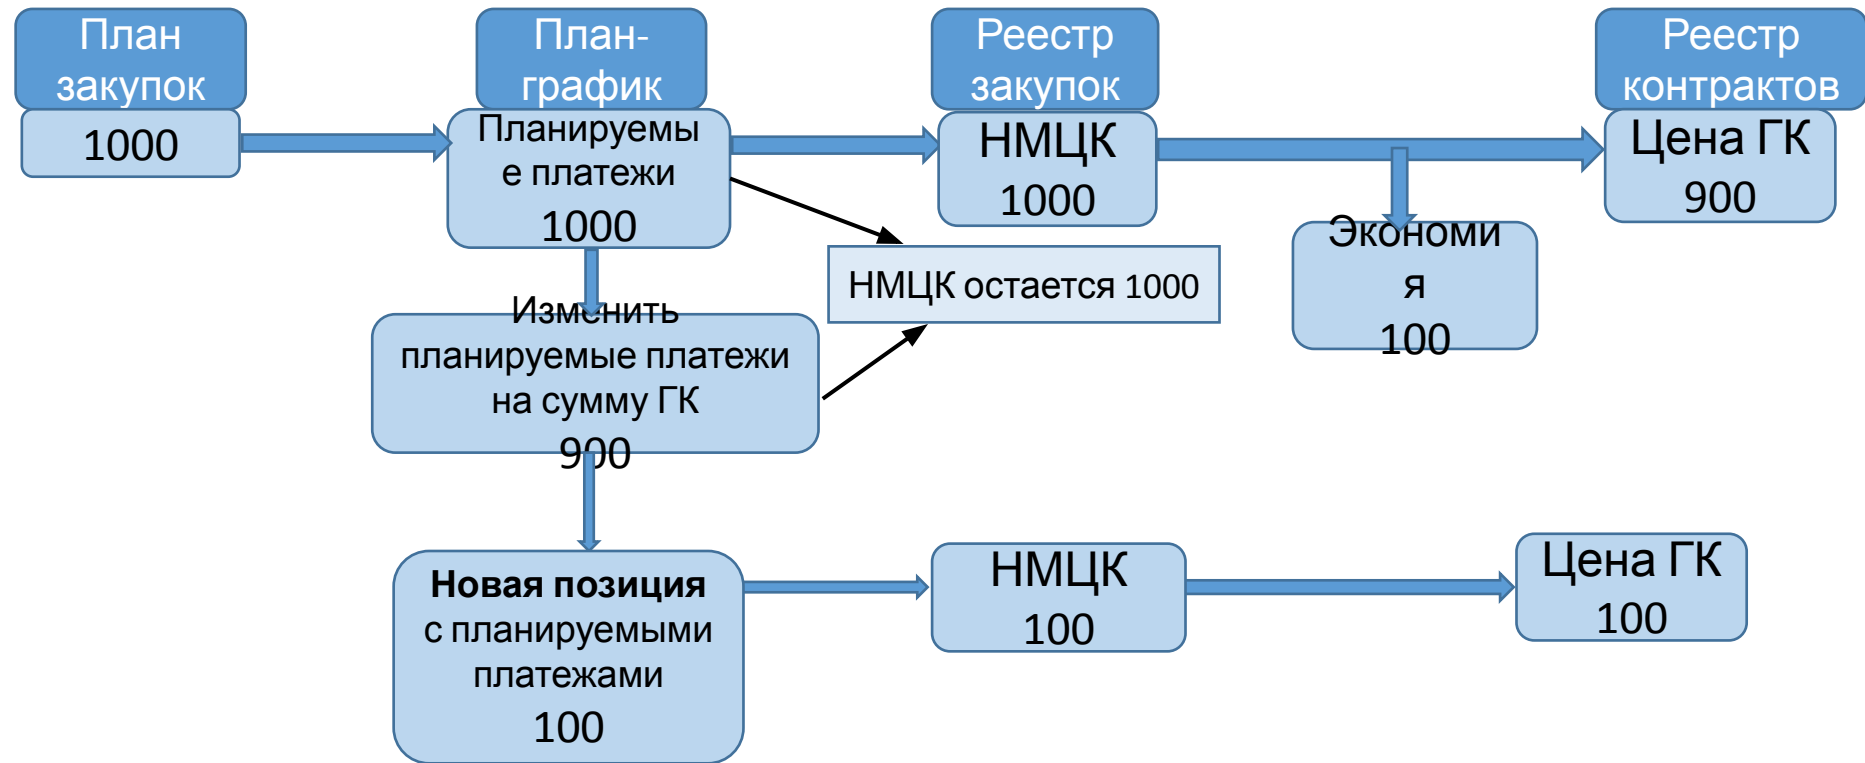 План
закупок
1000
План-
график
Планируемы
е платежи
1000
Реестр
закупок
НМЦК
1000
Реестр
контрактов
Цена ГК
900
Экономи
я
100
НМЦК остается 1000
Изменить
планируемые платежи
на сумму ГК
900
Новая позиция
с планируемыми
платежами
100
НМЦК
100
Цена ГК
100